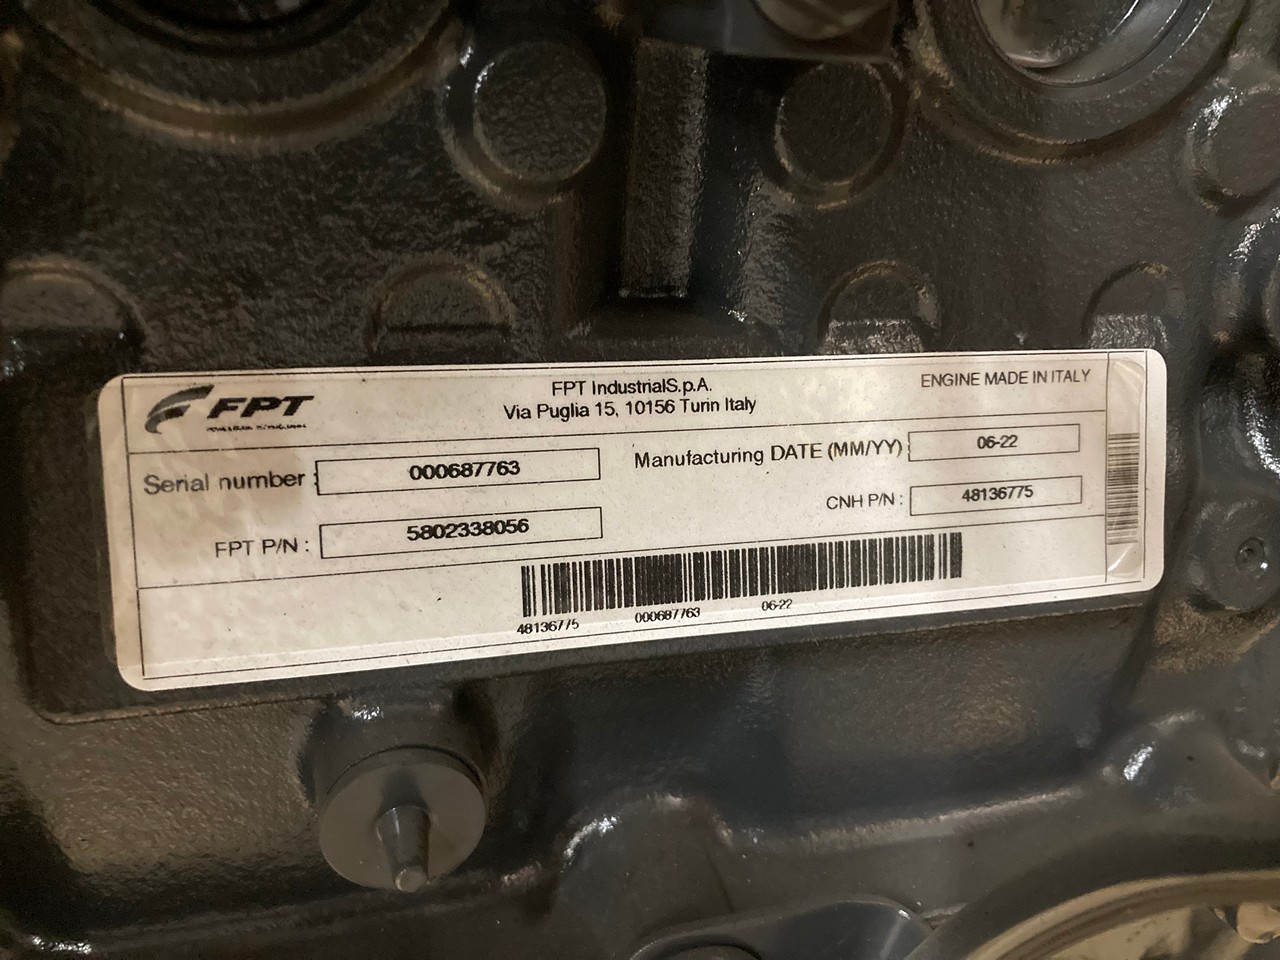 FPT
FPT IndustrialS.p.A.
Via Puglia 15, 10156 Turin Italy
ENGINE MADE IN ITALY
Serial number : 000687763
Manufacturing DATE (MM/YY) : 06-22
FPT P/N : 5802338056
CNH P/N : 48136775
48136775 000687763 06-22